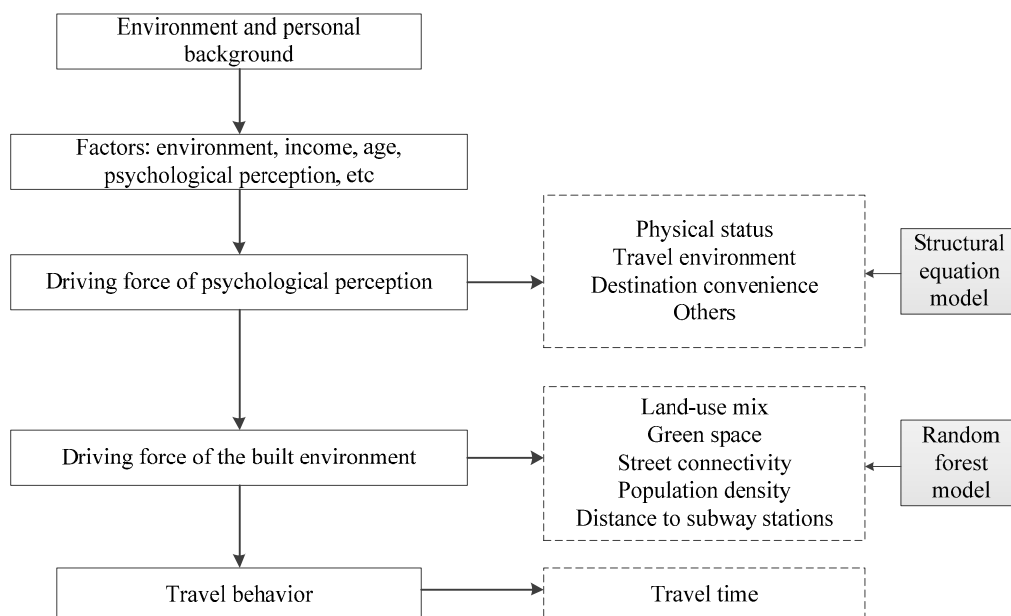 Environment and personal
background
Factors: environment, income, age,
psychological perception, etc
Driving force of psychological perception
Physical status
Travel environment
Destination convenience
Others
Structural
equation
model
Driving force of the built environment
Land-use mix
Green space
Street connectivity
Population density
Distance to subway stations
Random
forest
model
Travel behavior
Travel time